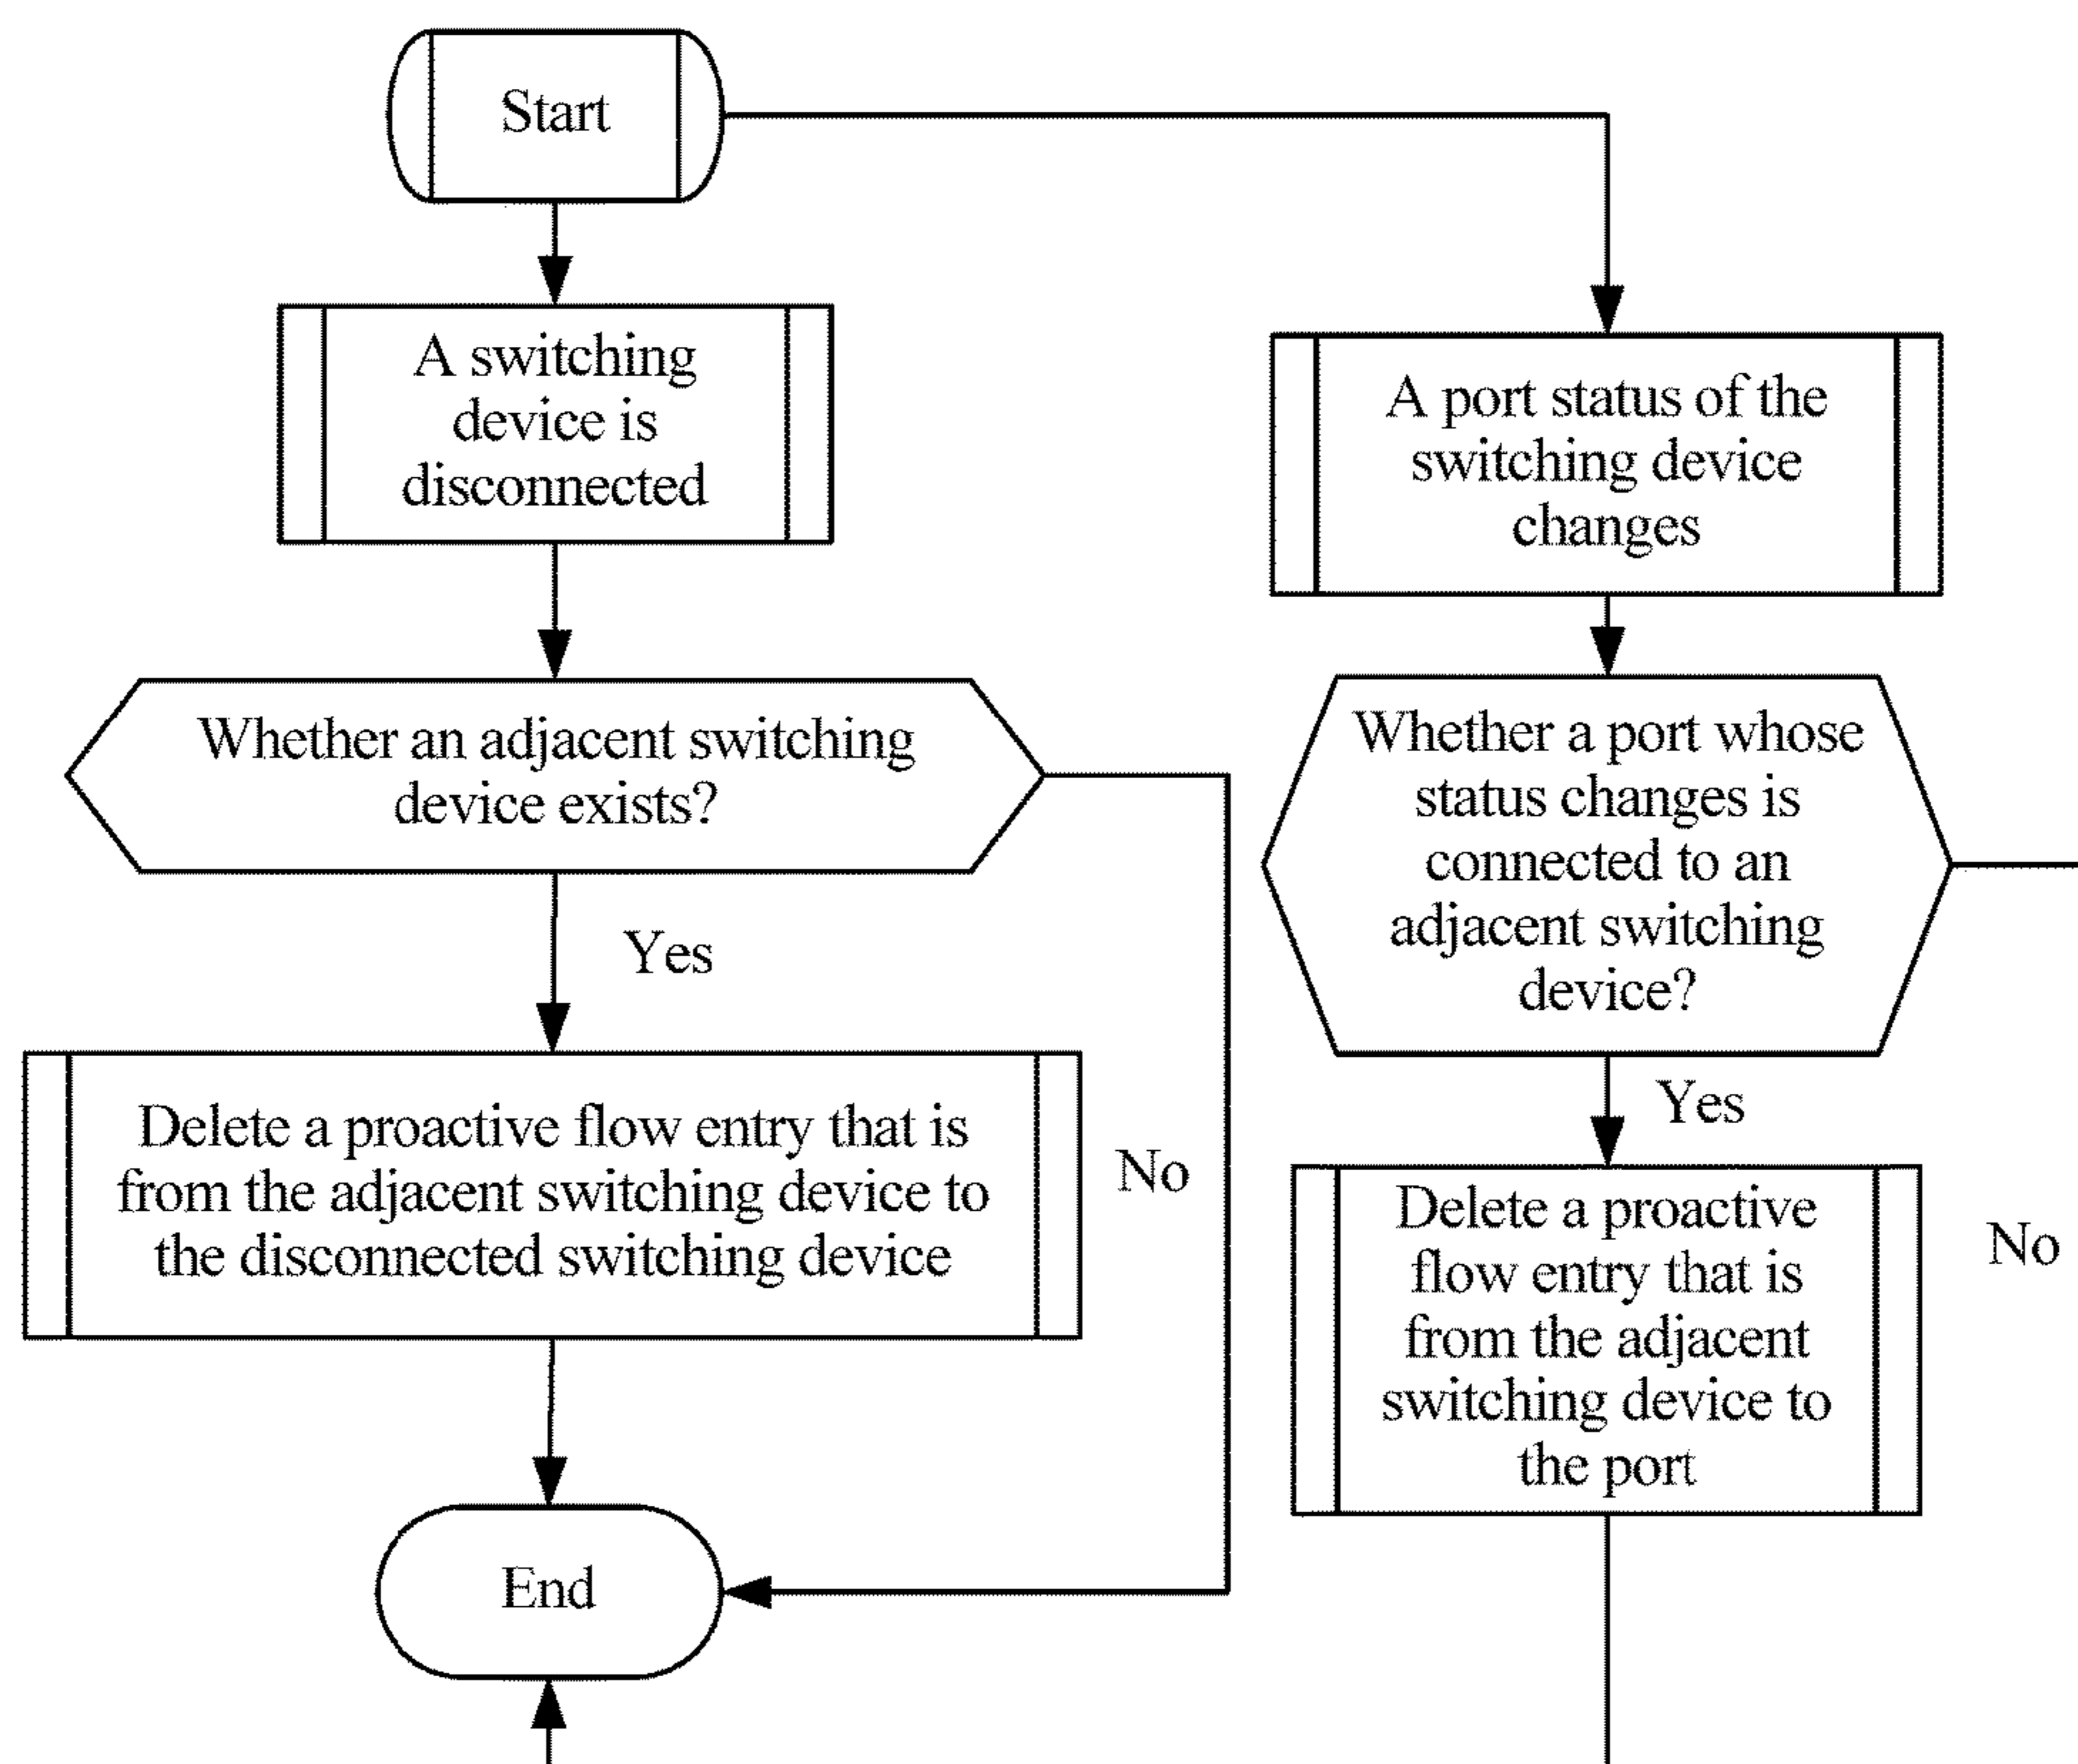 Start
A switching
device is
disconnected
Whether an adjacent switching
device exists?
Yes
No
Delete a proactive flow entry that is
from the adjacent switching device to
the disconnected switching device
End
A port status of the
switching device
changes
Whether a port whose
status changes is
connected to an
adjacent switching
device?
Yes
No
Delete a proactive
flow entry that is
from the adjacent
switching device to
the port